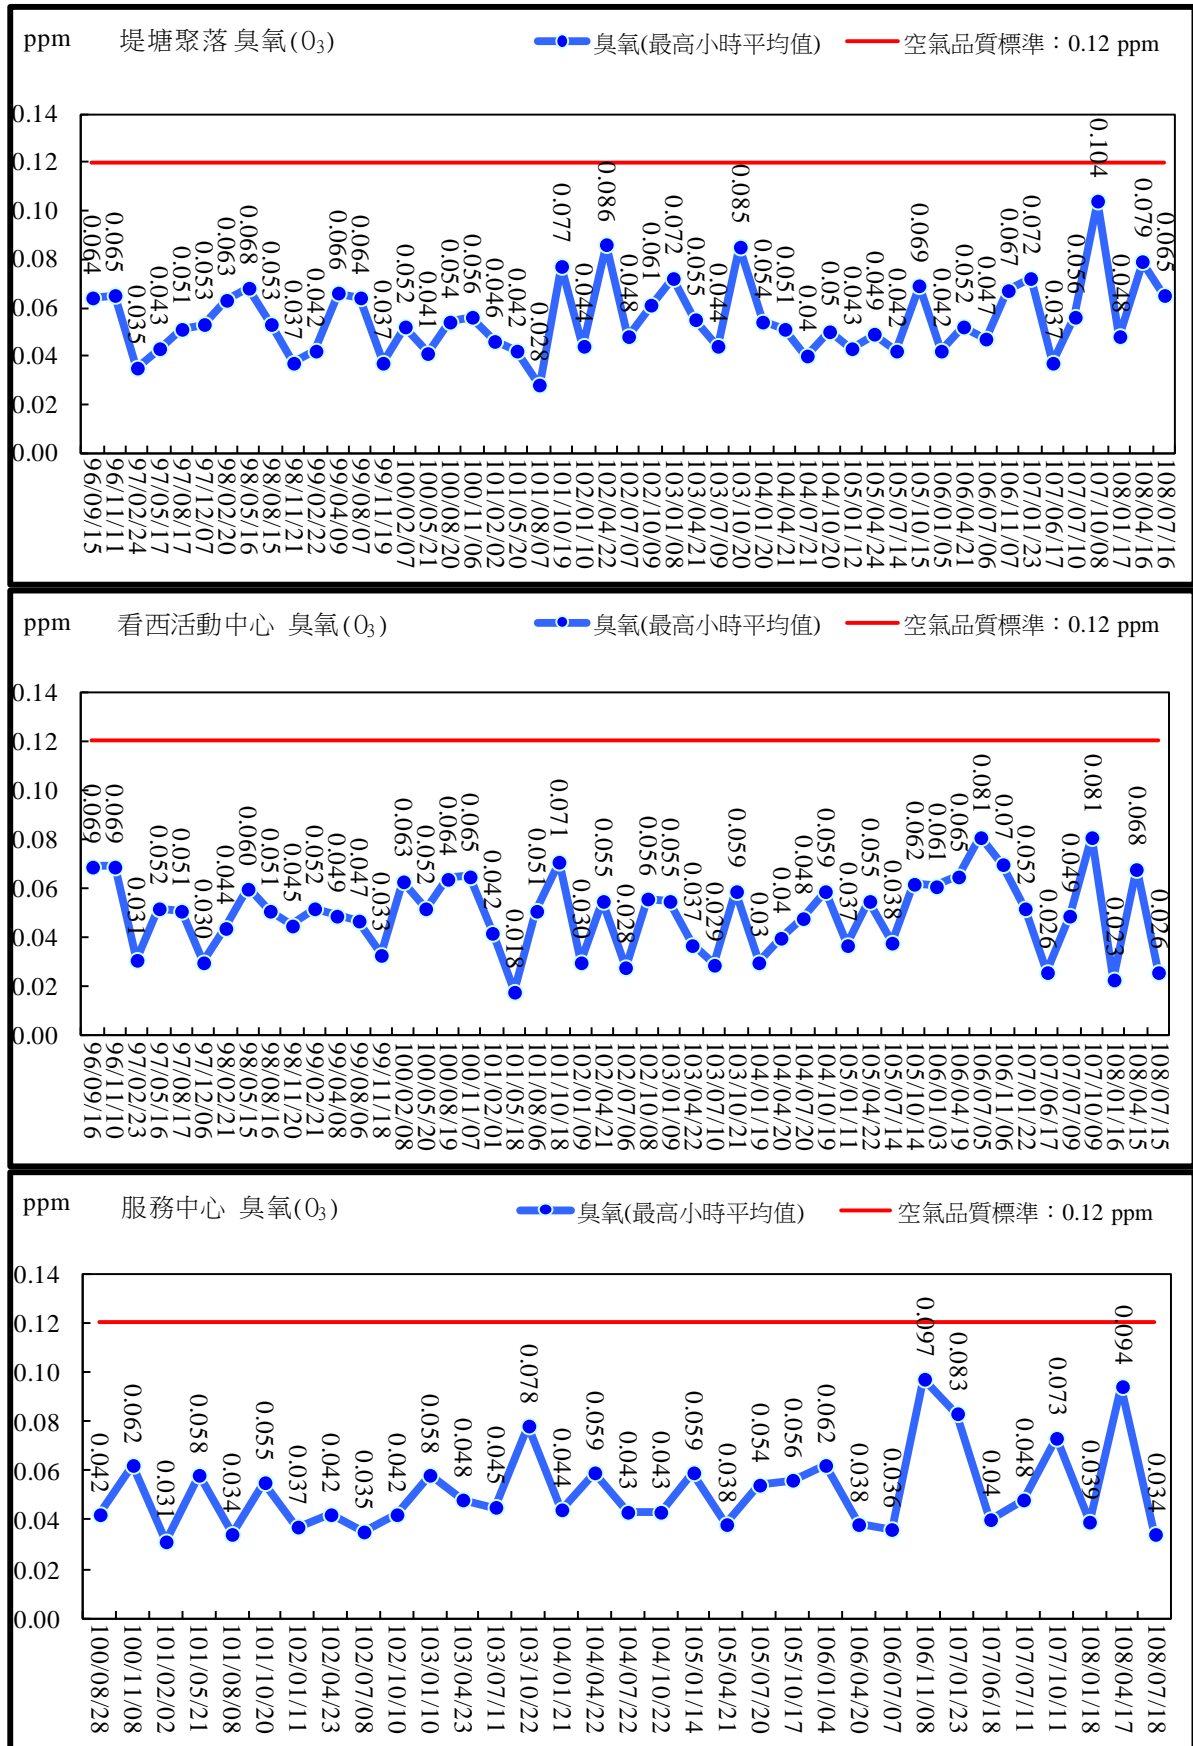 ppm 堤塘聚落 臭氧(O₃) 臭氧(最高小時平均值) 空氣品質標準：0.12 ppm
0.14
0.12
0.10
0.08
0.06
0.04
0.02
0.00
0.064 0.065 0.035 0.043 0.051 0.053 0.063 0.068 0.053 0.037 0.042 0.066 0.064 0.037 0.052 0.041 0.054 0.056 0.046 0.042 0.028 0.077 0.044 0.086 0.048 0.061 0.072 0.055 0.044 0.085 0.054 0.051 0.04 0.05 0.043 0.049 0.042 0.069 0.042 0.052 0.047 0.067 0.072 0.037 0.056 0.104 0.048 0.079 0.065
96/09/15 96/11/11 97/02/24 97/05/17 97/08/17 97/12/07 98/02/20 98/05/16 98/08/15 98/11/21 99/02/22 99/04/09 99/08/07 99/11/19 100/02/07 100/05/21 100/08/20 100/11/06 101/02/02 101/05/20 101/08/07 101/10/19 102/01/10 102/04/22 102/07/07 102/10/09 103/01/08 103/04/21 103/07/09 103/10/20 104/01/20 104/04/21 104/07/21 104/10/20 105/01/12 105/04/24 105/07/14 105/10/15 106/01/05 106/04/21 106/07/06 106/11/07 107/01/23 107/06/17 107/07/10 107/10/08 108/01/17 108/04/16 108/07/16
ppm 看西活動中心 臭氧(O₃) 臭氧(最高小時平均值) 空氣品質標準：0.12 ppm
0.14
0.12
0.10
0.08
0.06
0.04
0.02
0.00
0.069 0.069 0.031 0.052 0.051 0.030 0.044 0.060 0.051 0.045 0.052 0.049 0.047 0.033 0.063 0.052 0.064 0.065 0.042 0.018 0.051 0.071 0.030 0.055 0.028 0.056 0.055 0.037 0.029 0.059 0.03 0.04 0.048 0.059 0.037 0.055 0.038 0.062 0.061 0.065 0.081 0.07 0.052 0.026 0.049 0.081 0.023 0.068 0.026
96/09/16 96/11/10 97/02/23 97/05/16 97/08/17 97/12/06 98/02/21 98/05/15 98/08/16 98/11/20 99/02/21 99/04/08 99/08/06 99/11/18 100/02/08 100/05/20 100/08/19 100/11/07 101/02/01 101/05/18 101/08/06 101/10/18 102/01/09 102/04/21 102/07/06 102/10/08 103/01/09 103/04/22 103/07/10 103/10/21 104/01/19 104/04/20 104/07/20 104/10/19 105/01/11 105/04/22 105/07/14 105/10/14 106/01/03 106/04/19 106/07/05 106/11/06 107/01/22 107/06/17 107/07/09 107/10/09 108/01/16 108/04/15 108/07/15
ppm 服務中心 臭氧(O₃) 臭氧(最高小時平均值) 空氣品質標準：0.12 ppm
0.14
0.12
0.10
0.08
0.06
0.04
0.02
0.00
0.042 0.062 0.031 0.058 0.034 0.055 0.037 0.042 0.035 0.042 0.058 0.048 0.045 0.078 0.044 0.059 0.043 0.043 0.059 0.038 0.054 0.056 0.062 0.038 0.036 0.097 0.083 0.04 0.048 0.073 0.039 0.094 0.034
100/08/28 100/11/08 101/02/02 101/05/21 101/08/08 101/10/20 102/01/11 102/04/23 102/07/08 102/10/10 103/01/10 103/04/23 103/07/11 103/10/22 104/01/21 104/04/22 104/07/22 104/10/22 105/01/14 105/04/21 105/07/20 105/10/17 106/01/04 106/04/20 106/07/07 106/11/08 107/01/23 107/06/18 107/07/11 107/10/11 108/01/18 108/04/17 108/07/18